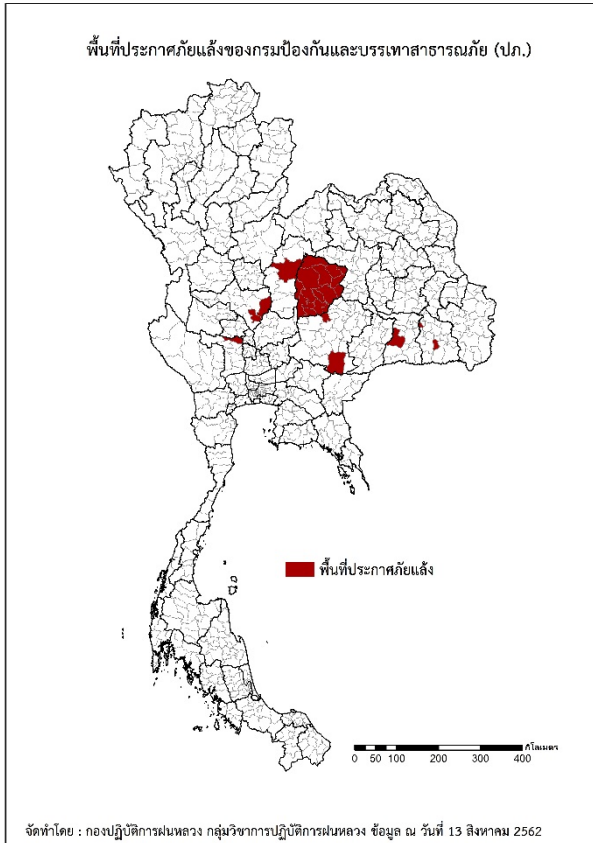 พื้นที่ประกาศภัยแล้งของกรมป้องกันและบรรเทาสาธารณภัย (ปภ.)
พื้นที่ประกาศภัยแล้ง
กิโลเมตร
0 50 100 200 300 400
จัดทำโดย : กองปฏิบัติการฝนหลวง กลุ่มวิชาการปฏิบัติการฝนหลวง ข้อมูล ณ วันที่ 13 สิงหาคม 2562